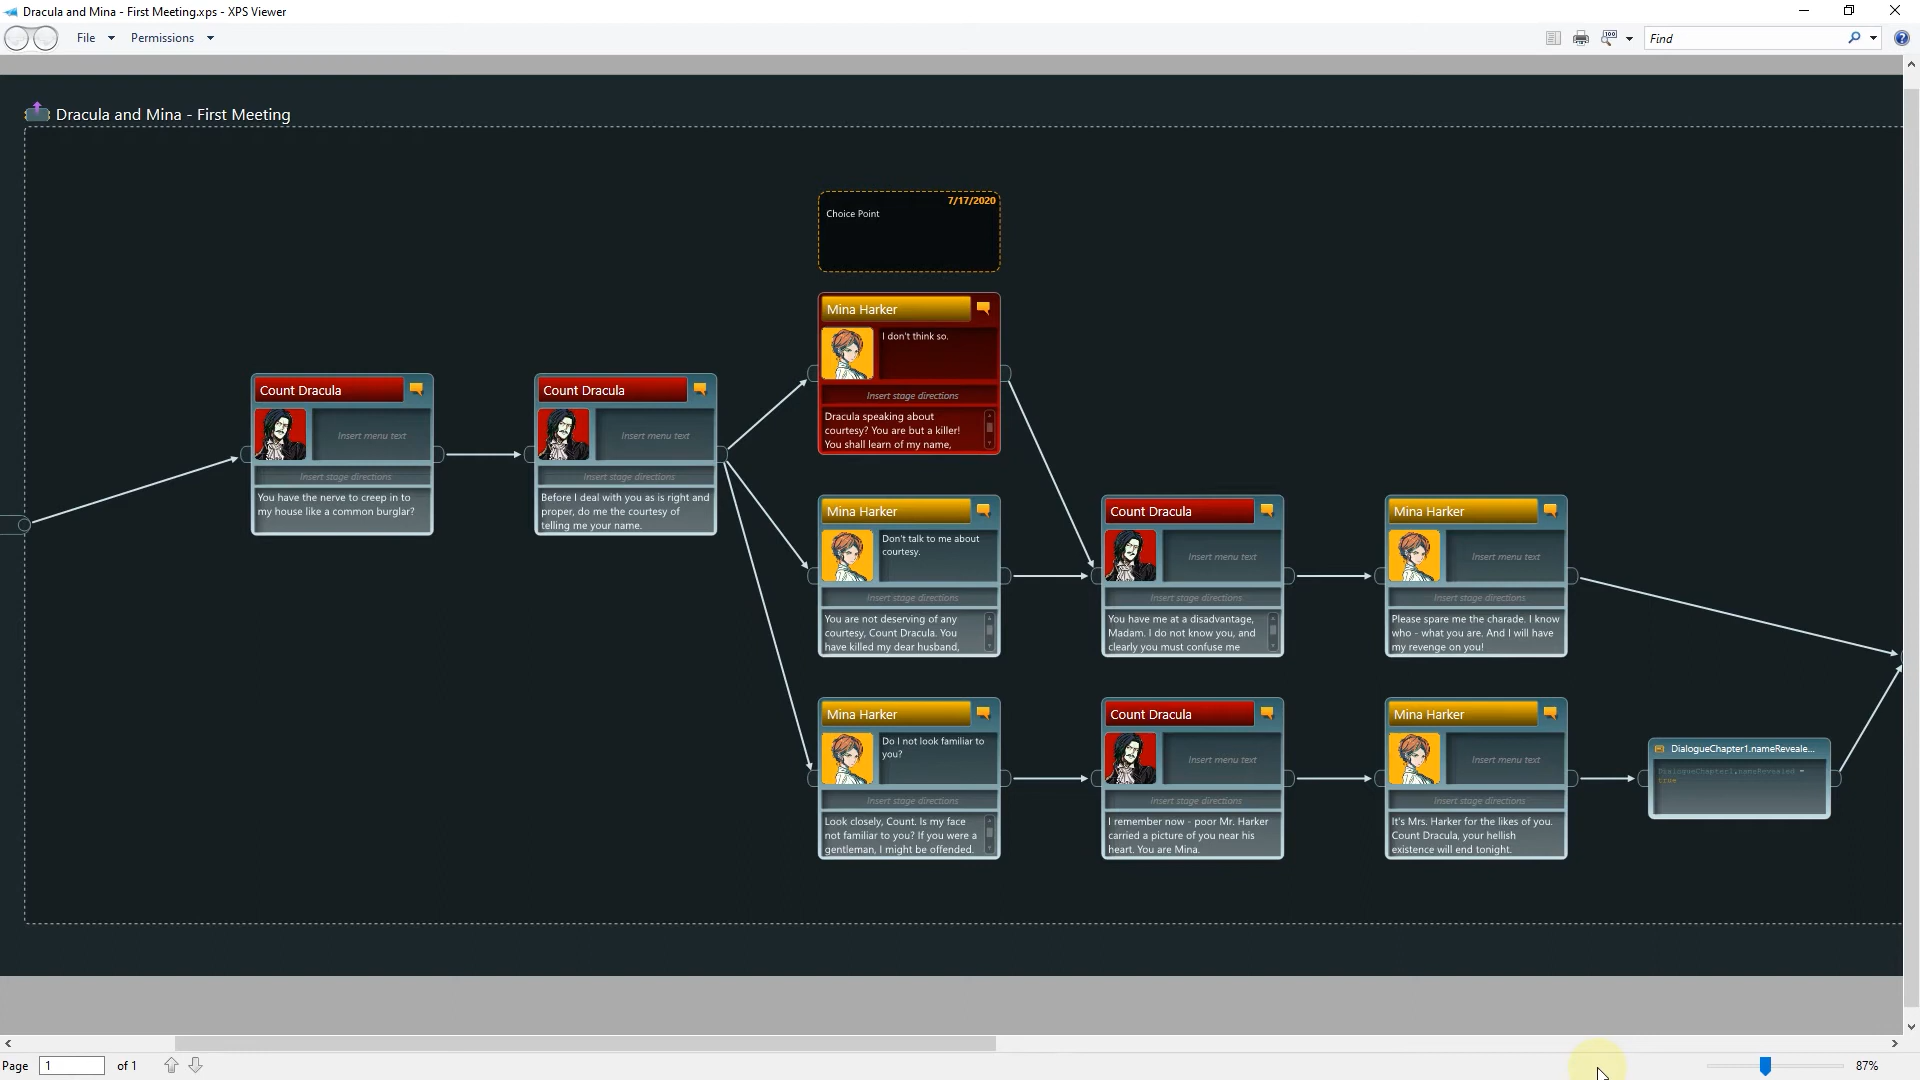 Dracula and Mina - First Meeting.xps - XPS Viewer
File
Permissions
Find
Dracula and Mina - First Meeting
7/17/2020
Choice Point
Mina Harker
I don't think so.
Insert stage directions
Dracula speaking about
courtesy? You are but a killer!
You shall learn of my name,
Count Dracula
Insert menu text
Insert stage directions
You have the nerve to creep in to
my house like a common burglar?
Count Dracula
Insert menu text
Insert stage directions
Before I deal with you as is right and
proper, do me the courtesy of
telling me your name.
Mina Harker
Don't talk to me about
courtesy.
Insert stage directions
You are not deserving of any
courtesy, Count Dracula. You
have killed my dear husband,
Count Dracula
Insert menu text
Insert stage directions
You have me at a disadvantage,
Madam. I do not know you, and
clearly you must confuse me
Mina Harker
Insert menu text
Insert stage directions
Please spare me the charade. I know
who - what you are. And I will have
my revenge on you!
Mina Harker
Do I not look familiar to
you?
Insert stage directions
Look closely, Count. Is my face
not familiar to you? If you were a
gentleman, I might be offended.
Count Dracula
Insert menu text
Insert stage directions
I remember now - poor Mr. Harker
carried a picture of you near his
heart. You are Mina.
Mina Harker
Insert menu text
Insert stage directions
It's Mrs. Harker for the likes of you.
Count Dracula, your hellish
existence will end tonight.
DialogueChapter1.nameReveale...
DialogueChapter1.nameRevealed =
true
Page 1 of 1
87%